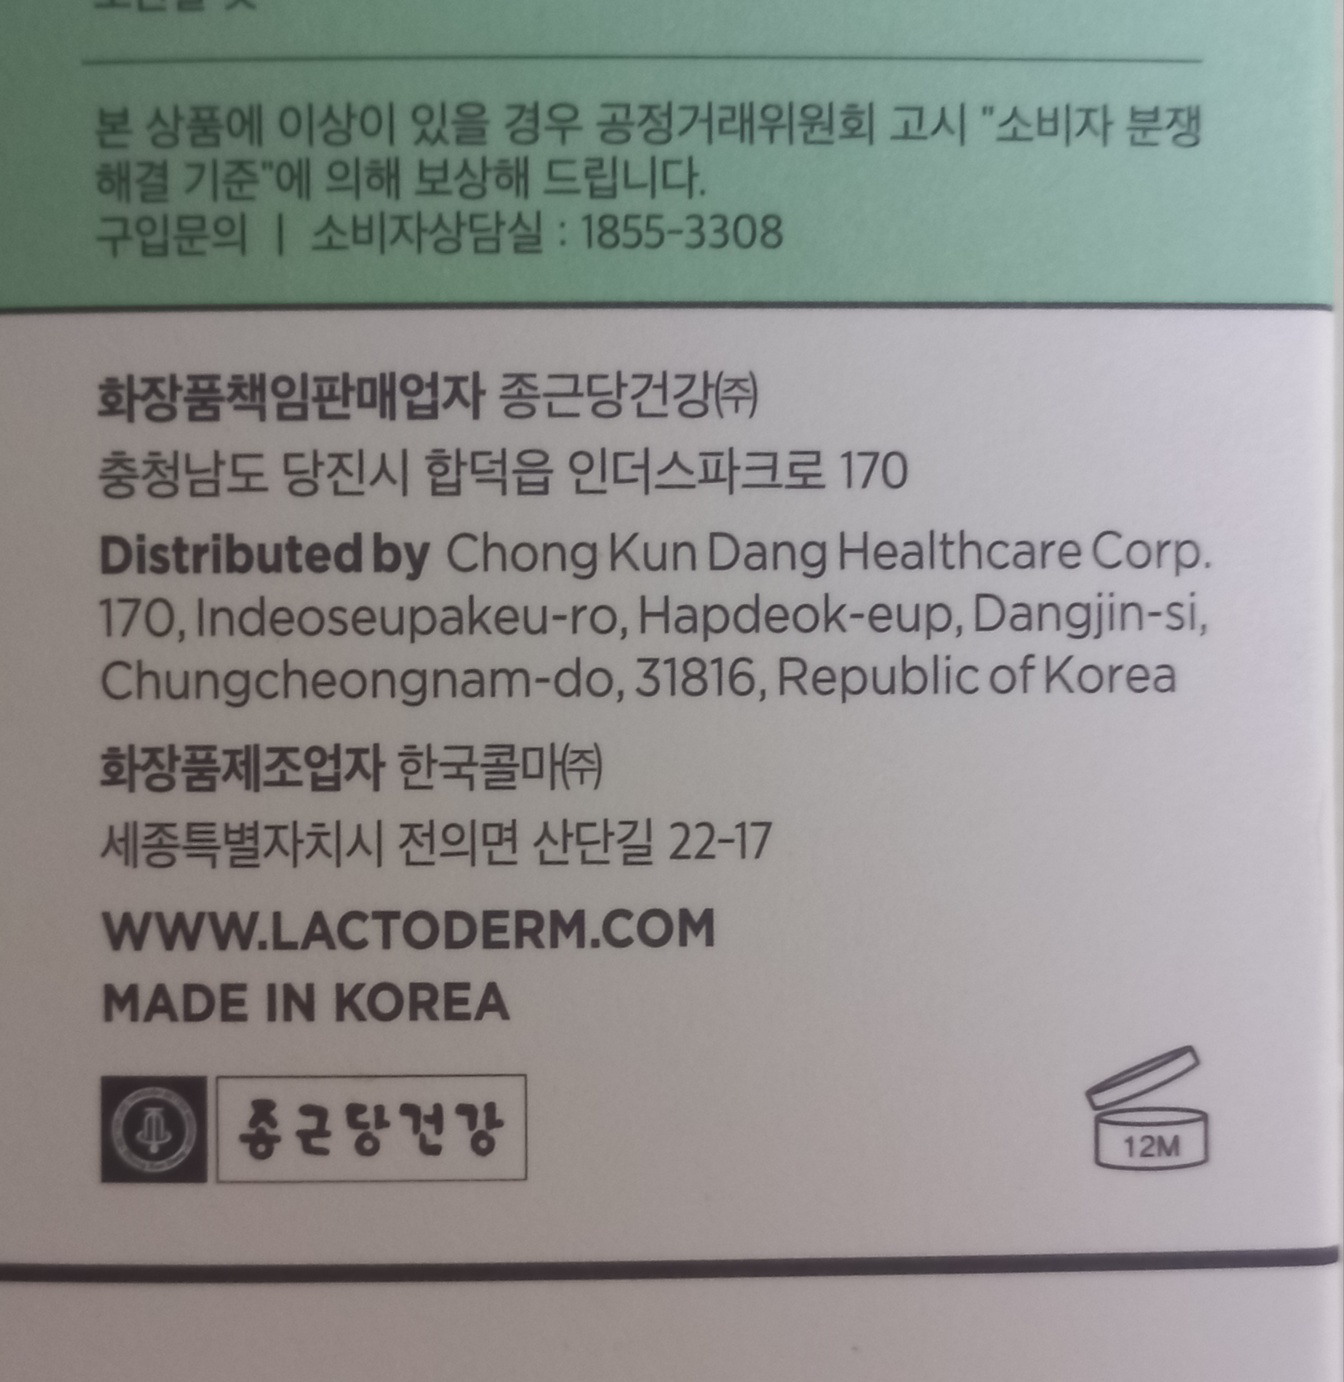 본 상품에 이상이 있을 경우 공정거래위원회 고시 "소비자 분쟁
해결 기준"에 의해 보상해 드립니다.
구입문의 | 소비자상담실 : 1855-3308
화장품책임판매업자 종근당건강㈜
충청남도 당진시 합덕읍 인더스파크로 170
Distributed by Chong Kun Dang Healthcare Corp.
170, Indeoseupakeu-ro, Hapdeok-eup, Dangjin-si,
Chungcheongnam-do, 31816, Republic of Korea
화장품제조업자 한국콜마㈜
세종특별자치시 전의면 산단길 22-17
WWW.LACTODERM.COM
MADE IN KOREA
종근당건강
12M